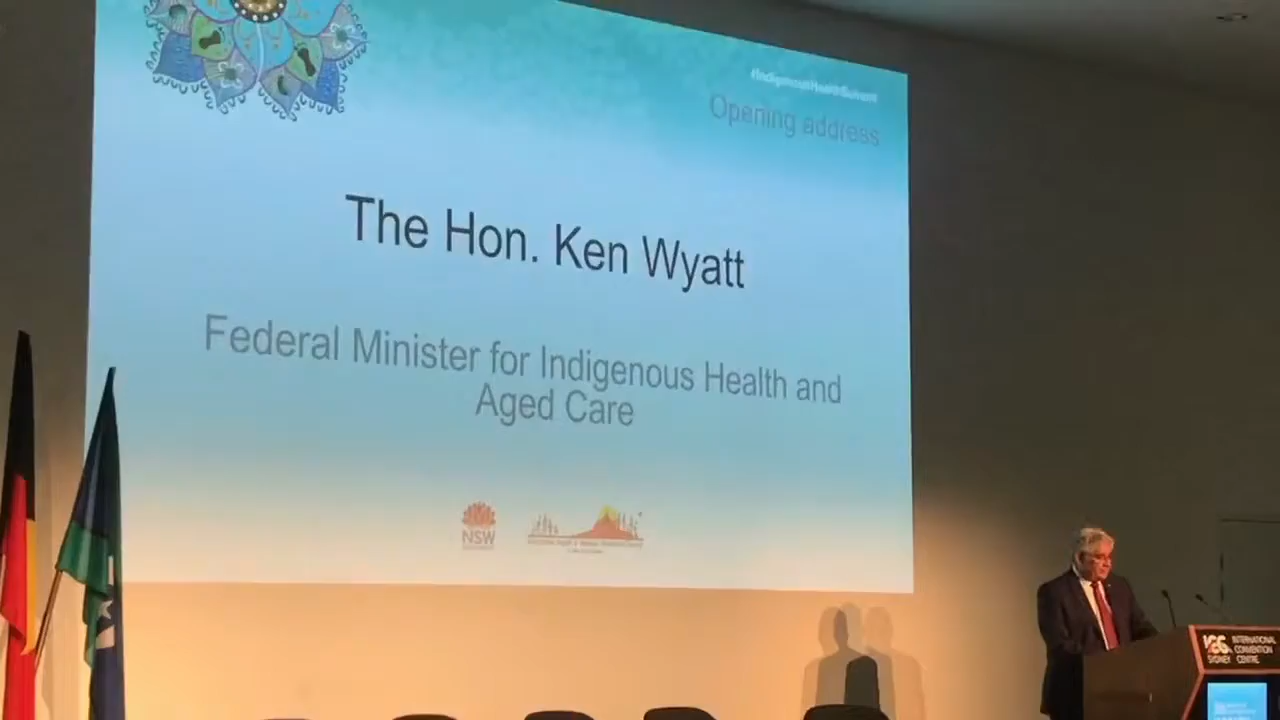 #IndigenousHealthSummit
Opening address
The Hon. Ken Wyatt
Federal Minister for Indigenous Health and
Aged Care
NSW
ICC
SYDNEY
INTERNATIONAL
CONVENTION
CENTRE